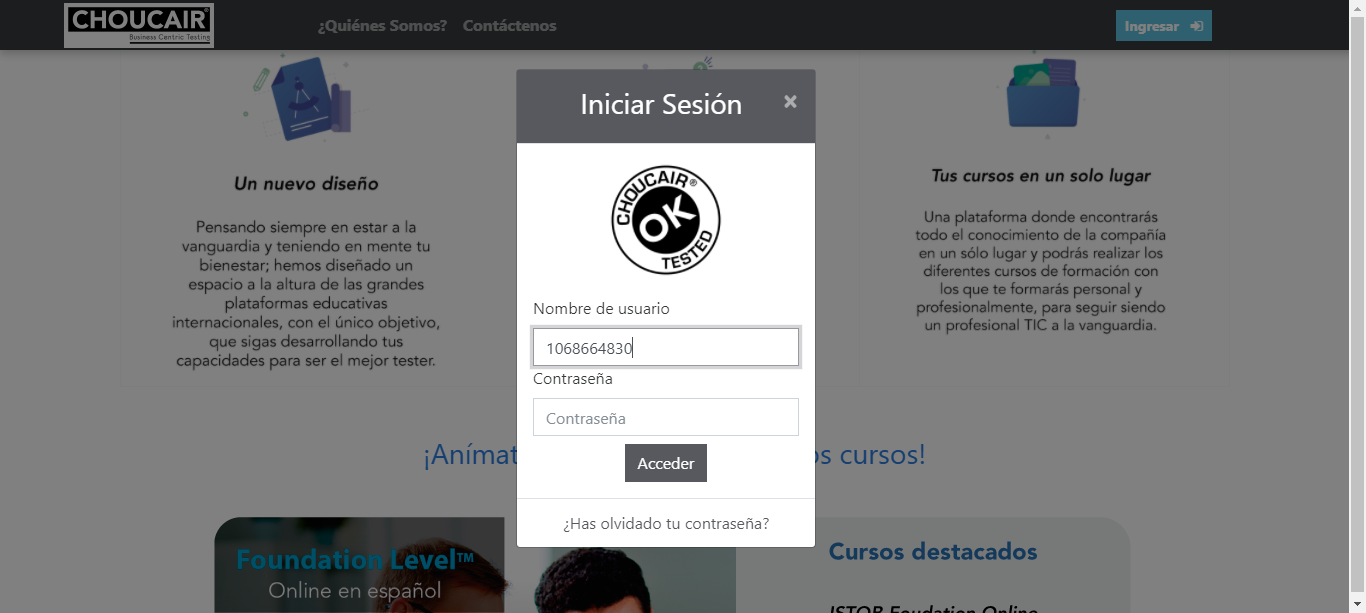 CHOUCAIR®
Business Centric Testing
¿Quiénes Somos?
Contáctenos
Ingresar
Iniciar Sesión
×
CHOUCAIR®
OK
TESTED
Nombre de usuario
1068664830
Contraseña
Contraseña
Acceder
¿Has olvidado tu contraseña?
Un nuevo diseño
Pensando siempre en estar a la
vanguardia y teniendo en mente tu
bienestar; hemos diseñado un
espacio a la altura de las grandes
plataformas educativas
internacionales, con el único objetivo,
que sigas desarrollando tus
capacidades para ser el mejor tester.
Tus cursos en un solo lugar
Una plataforma donde encontrarás
todo el conocimiento de la compañía
en un sólo lugar y podrás realizar los
diferentes cursos de formación con
los que te formarás personal y
profesionalmente, para seguir siendo
un profesional TIC a la vanguardia.
cursos!
Foundation Level™
Online en español
Cursos destacados